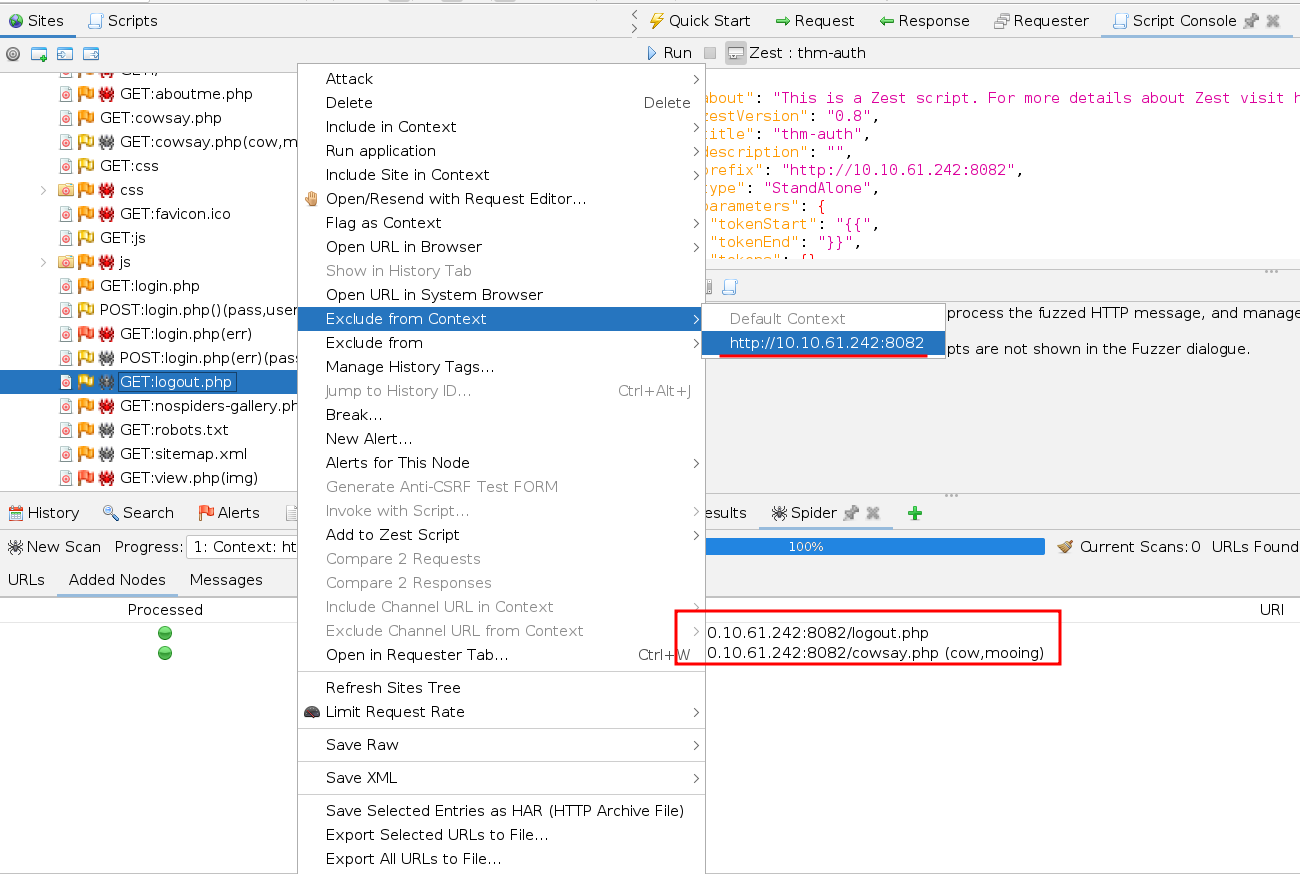 Sites Scripts
Quick Start Request Response Requester Script Console
Run Zest : thm-auth
GET:aboutme.php
GET:cowsay.php
GET:cowsay.php(cow,m
GET:css
css
GET:favicon.ico
GET:js
js
GET:login.php
POST:login.php()(pass,user
GET:login.php(err)
POST:login.php(err)(pas
GET:logout.php
GET:nospiders-gallery.ph
GET:robots.txt
GET:sitemap.xml
GET:view.php(img)
Attack
Delete Delete
Include in Context
Run application
Include Site in Context
Open/Resend with Request Editor...
Flag as Context
Open URL in Browser
Show in History Tab
Open URL in System Browser
Exclude from Context
Exclude from
Manage History Tags...
Jump to History ID... Ctrl+Alt+J
Break...
New Alert...
Alerts for This Node
Generate Anti-CSRF Test FORM
Invoke with Script...
Add to Zest Script
Compare 2 Requests
Compare 2 Responses
Include Channel URL in Context
Exclude Channel URL from Context
Open in Requester Tab... Ctrl+W
Refresh Sites Tree
Limit Request Rate
Save Raw
Save XML
Save Selected Entries as HAR (HTTP Archive File)
Export Selected URLs to File...
Export All URLs to File...
Default Context
http://10.10.61.242:8082
about": "This is a Zest script. For more details about Zest visit h
zestVersion": "0.8",
title": "thm-auth",
description": "",
prefix": "http://10.10.61.242:8082",
type": "StandAlone",
parameters": {
"tokenStart": "{{",
"tokenEnd": "}}",
"tokens": {}
process the fuzzed HTTP message, and manage
pts are not shown in the Fuzzer dialogue.
History Search Alerts
esults Spider
New Scan Progress: 1: Context: ht
100% Current Scans: 0 URLs Found
URLs Added Nodes Messages
Processed URI
0.10.61.242:8082/logout.php
0.10.61.242:8082/cowsay.php (cow,mooing)